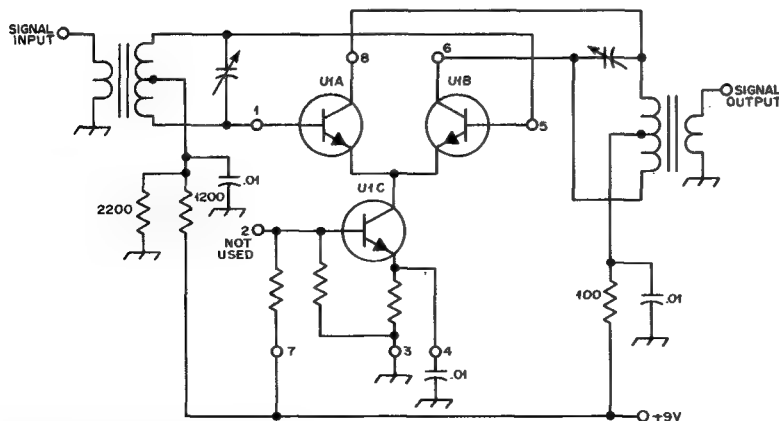 SIGNAL
INPUT
8
6
U1A
U1B
1
5
SIGNAL
OUTPUT
.01
U1C
2200
1200
2
NOT
USED
100
.01
7
3
4
.01
+9V